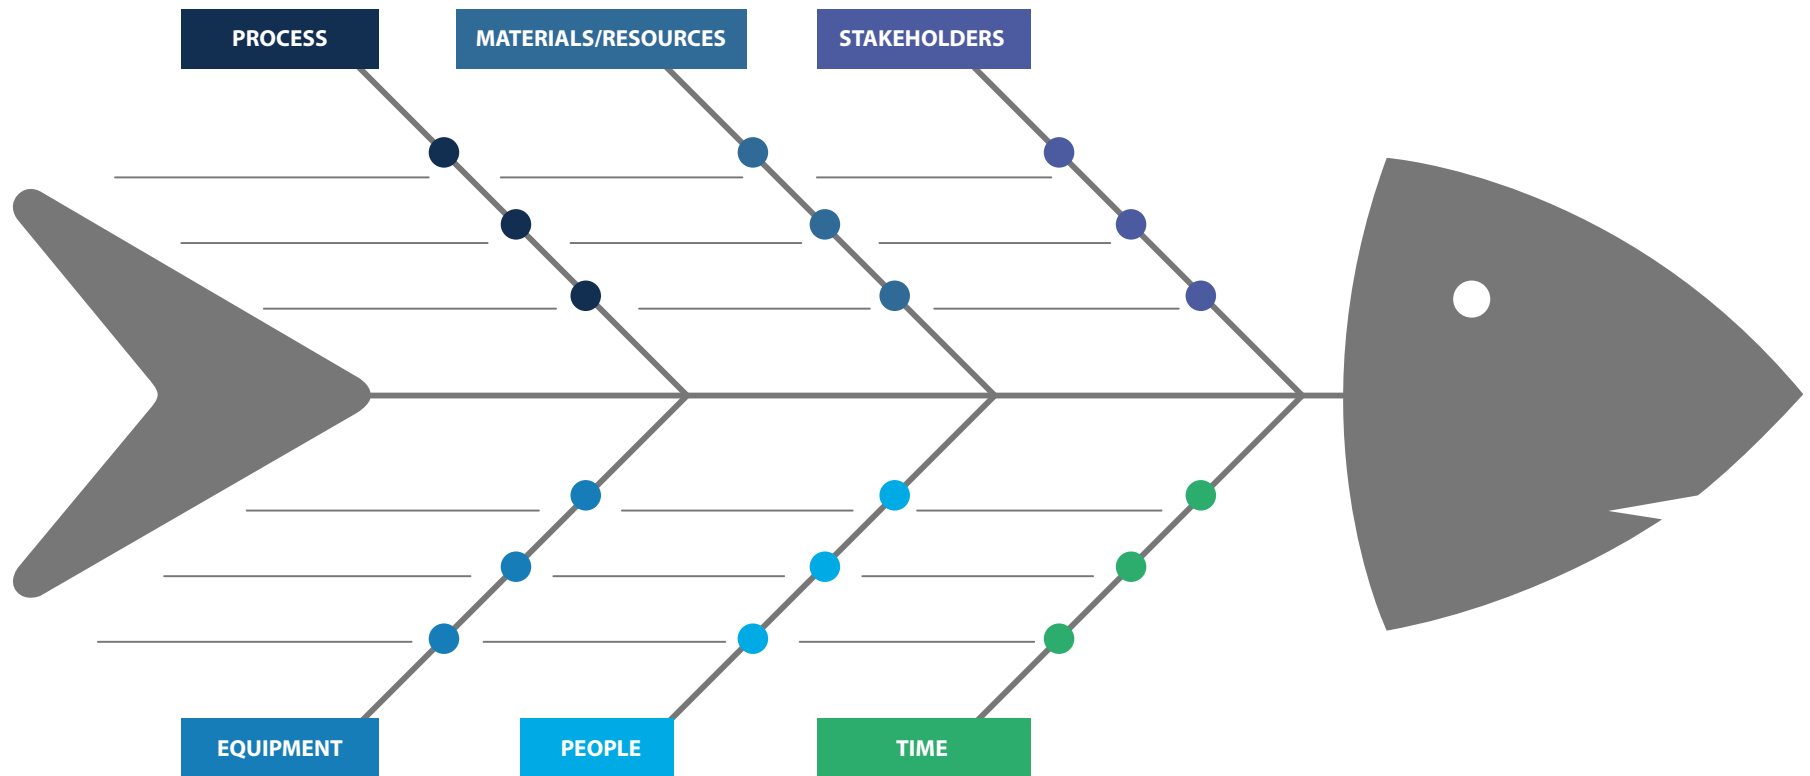 PROCESS
MATERIALS/RESOURCES
STAKEHOLDERS
EQUIPMENT
PEOPLE
TIME